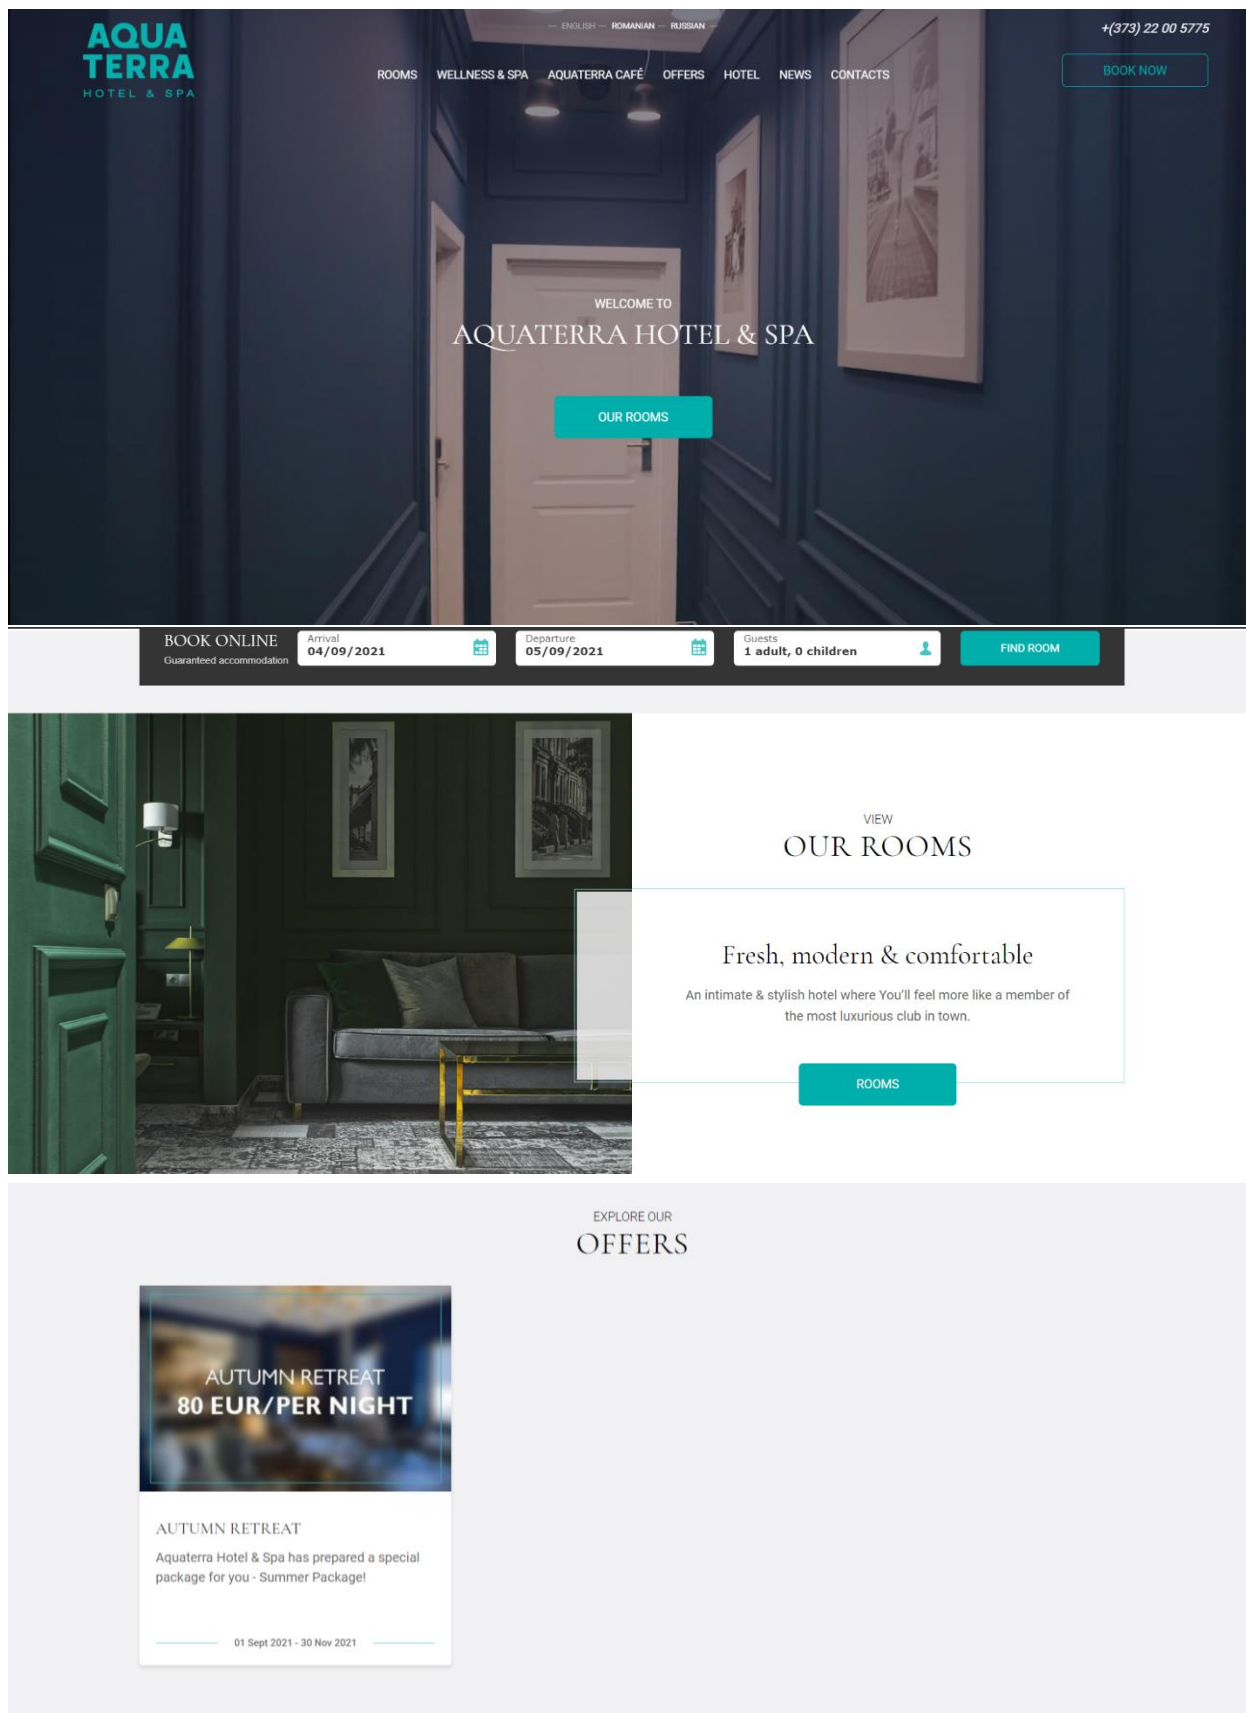 AQUA
TERRA
HOTEL & SPA
— ENGLISH — ROMANIAN — RUSSIAN —
+(373) 22 00 5775
ROOMS WELLNESS & SPA AQUATERRA CAFÉ OFFERS HOTEL NEWS CONTACTS
BOOK NOW
WELCOME TO
AQUATERRA HOTEL & SPA
OUR ROOMS
BOOK ONLINE
Guaranteed accommodation
Arrival
04/09/2021
Departure
05/09/2021
Guests
1 adult, 0 children
FIND ROOM
VIEW
OUR ROOMS
Fresh, modern & comfortable
An intimate & stylish hotel where You'll feel more like a member of
the most luxurious club in town.
ROOMS
EXPLORE OUR
OFFERS
AUTUMN RETREAT
80 EUR/PER NIGHT
AUTUMN RETREAT
Aquaterra Hotel & Spa has prepared a special
package for you - Summer Package!
01 Sept 2021 - 30 Nov 2021